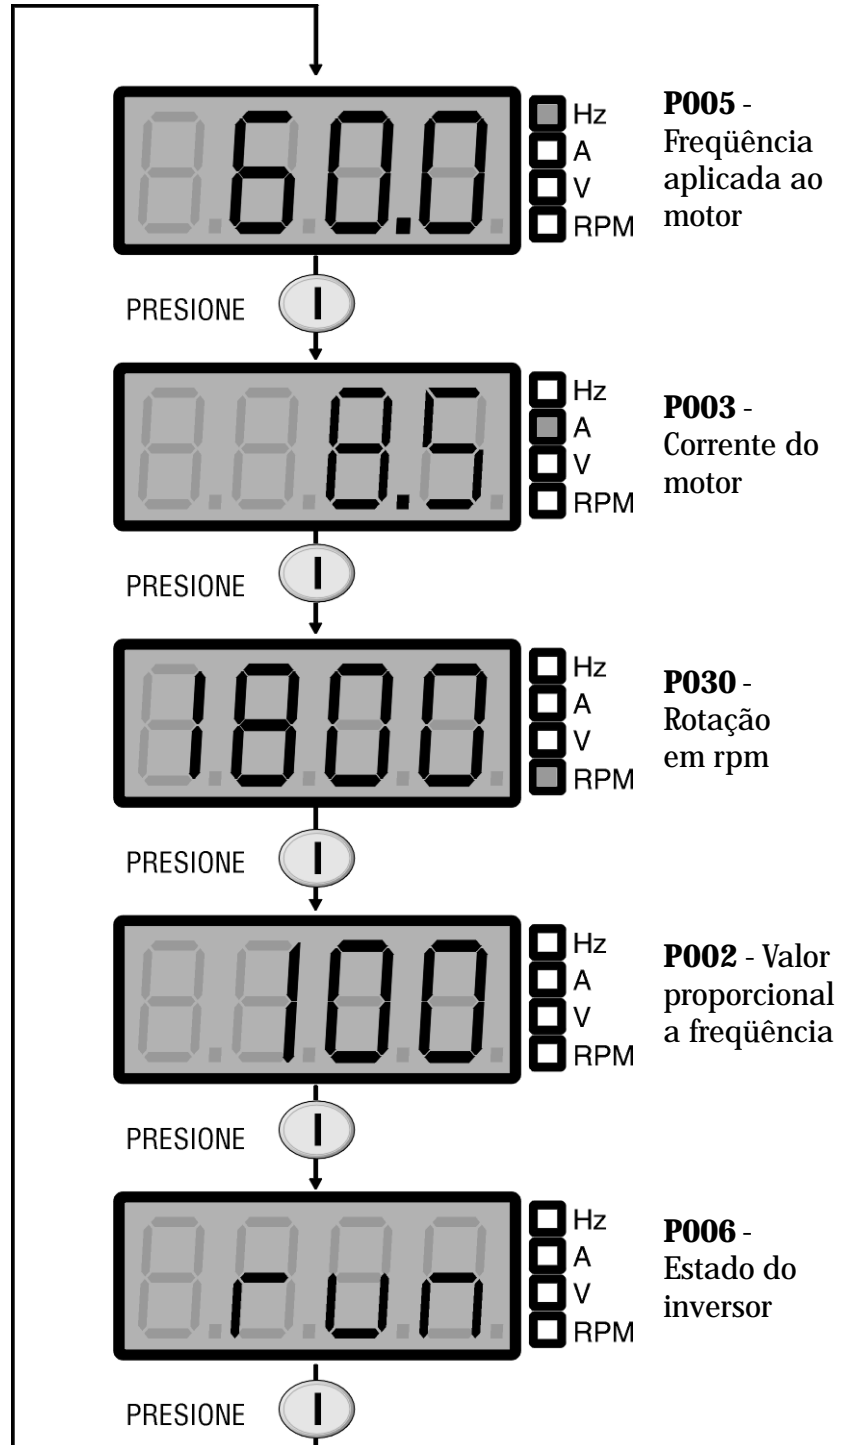 60.0
Hz
A
V
RPM
P005 -
Freqüência
aplicada ao
motor
PRESIONE
I
8.5
Hz
A
V
RPM
P003 -
Corrente do
motor
PRESIONE
I
1800
Hz
A
V
RPM
P030 -
Rotação
em rpm
PRESIONE
I
100
Hz
A
V
RPM
P002 - Valor
proporcional
a freqüência
PRESIONE
I
run
Hz
A
V
RPM
P006 -
Estado do
inversor
PRESIONE
I